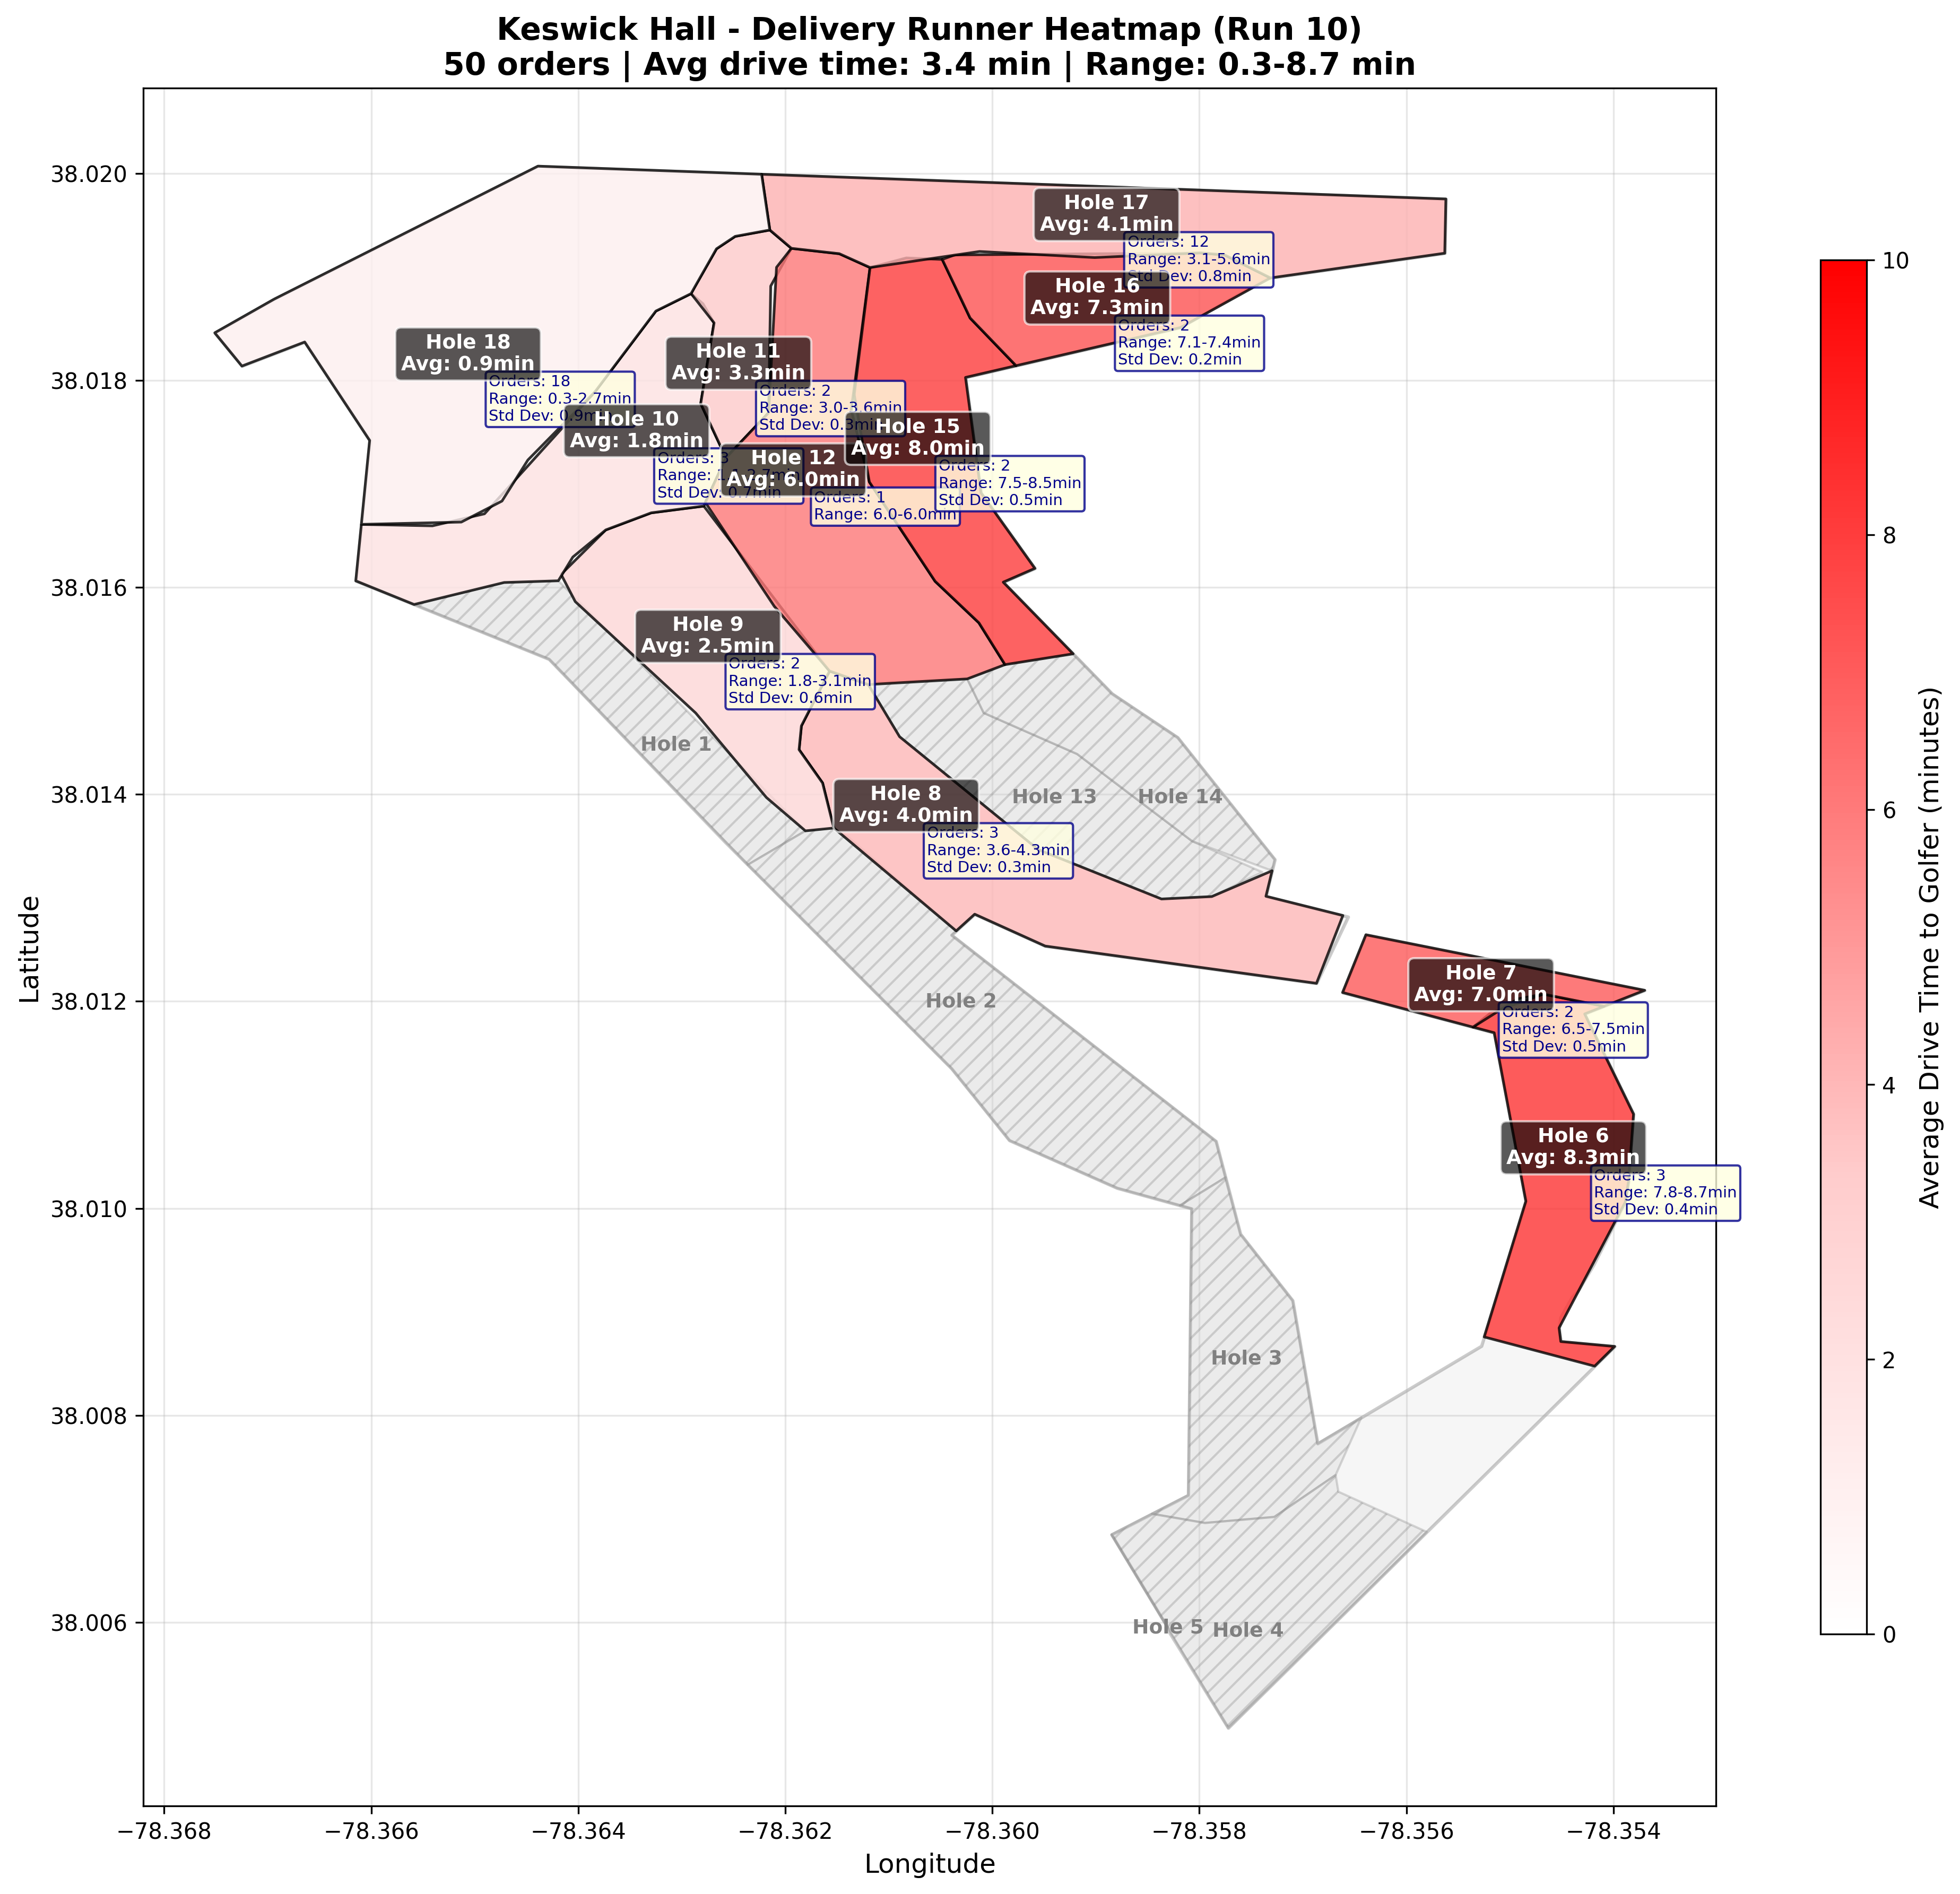 Keswick Hall - Delivery Runner Heatmap (Run 10)
50 orders | Avg drive time: 3.4 min | Range: 0.3-8.7 min
Hole 17
Avg: 4.1min
Orders: 12
Range: 3.1-5.6min
Std Dev: 0.8min
Hole 16
Avg: 7.3min
Orders: 2
Range: 7.1-7.4min
Std Dev: 0.2min
Hole 18
Avg: 0.9min
Orders: 18
Range: 0.3-2.7min
Std Dev: 0.9min
Hole 11
Avg: 3.3min
Orders: 2
Range: 3.0-3.6min
Std Dev: 0.3min
Hole 10
Avg: 1.8min
Orders: 3
Range:
Std Dev: 0.7min
Hole 15
Avg: 8.0min
Orders: 2
Range: 7.5-8.5min
Std Dev: 0.5min
Hole 12
Avg: 6.0min
Orders: 1
Range: 6.0-6.0min
Hole 9
Avg: 2.5min
Orders: 2
Range: 1.8-3.1min
Std Dev: 0.6min
Hole 1
Hole 8
Avg: 4.0min
Orders: 3
Range: 3.6-4.3min
Std Dev: 0.3min
Hole 13
Hole 14
Hole 2
Hole 7
Avg: 7.0min
Orders: 2
Range: 6.5-7.5min
Std Dev: 0.5min
Hole 6
Avg: 8.3min
Orders: 3
Range: 7.8-8.7min
Std Dev: 0.4min
Hole 3
Hole 5
Hole 4
38.020
38.018
38.016
38.014
38.012
38.010
38.008
38.006
Latitude
−78.368
−78.366
−78.364
−78.362
−78.360
−78.358
−78.356
−78.354
Longitude
10
8
6
4
2
0
Average Drive Time to Golfer (minutes)